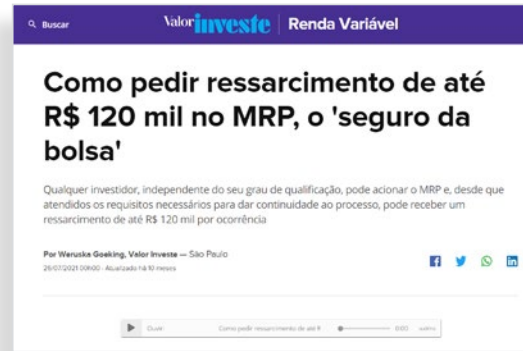 Buscar
Valor investe | Renda Variável
Como pedir ressarcimento de até
R$ 120 mil no MRP, o 'seguro da
bolsa'
Qualquer investidor, independente do seu grau de qualificação, pode acionar o MRP e, desde que
atendidos os requisitos necessários para dar continuidade ao processo, pode receber um
ressarcimento de até R$ 120 mil por ocorrência
Por Weruska Goeking, Valor Investe — São Paulo
26/07/2021 00h00 · Atualizado há 10 meses
Ouvir Como pedir ressarcimento de até R 0:00